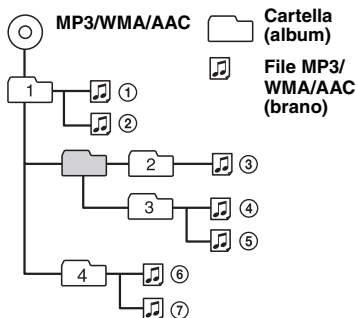 MP3/WMA/AAC
Cartella
(album)
File MP3/
WMA/AAC
(brano)
1
①
②
2
③
3
④
⑤
4
⑥
⑦